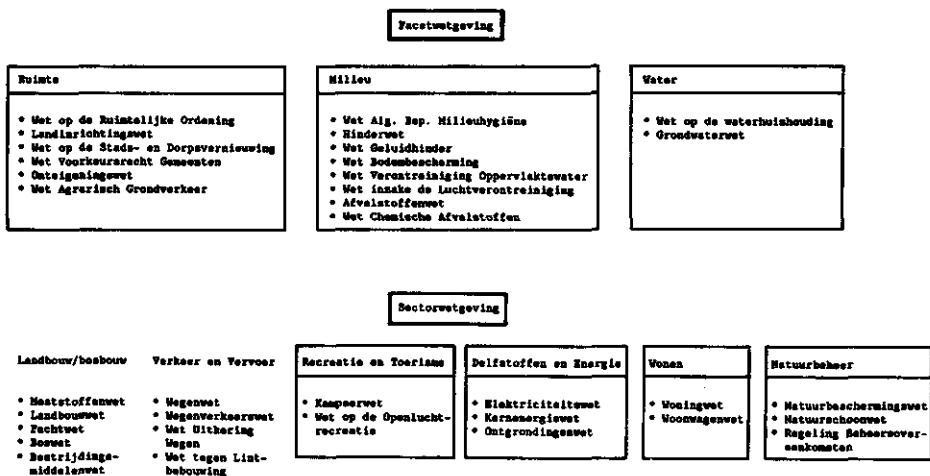 Facetwetgeving
Ruimte
* Wet op de Ruimtelijke Ordening
* Landinrichtingswet
* Wet op de Stads- en Dorpsvernieuwing
* Wet Voorkeursrecht Gemeenten
* Onteigeningswet
* Wet Agrarisch Grondverkeer
Milieu
* Wet Alg. Bep. Milieuhygiëne
* Hinderwet
* Wet Geluidhinder
* Wet Bodembescherming
* Wet Verontreiniging Oppervlaktewater
* Wet inzake de Luchtverontreiniging
* Afvalstoffenwet
* Wet Chemische Afvalstoffen
Water
* Wet op de waterhuishouding
* Grondwaterwet
Sectorwetgeving
Landbouw/bosbouw
* Meststoffenwet
* Landbouwwet
* Pachtwet
* Boswet
* Bestrijdings-
middelenwet
Verkeer en Vervoer
* Wegenwet
* Wegenverkeerswet
* Wet Uitkering
Wegen
* Wet tegen Lint-
bebouwing
Recreatie en Toerisme
* Kampeerwet
* Wet op de Openlucht-
recreatie
Delfstoffen en Energie
* Elektriciteitswet
* Kernenergiewet
* Ontgrondingenwet
Wonen
* Woningwet
* Woonwagenwet
Natuurbeheer
* Natuurbeschermingswet
* Natuurschoonwet
* Regeling Beheersover-
eenkomsten